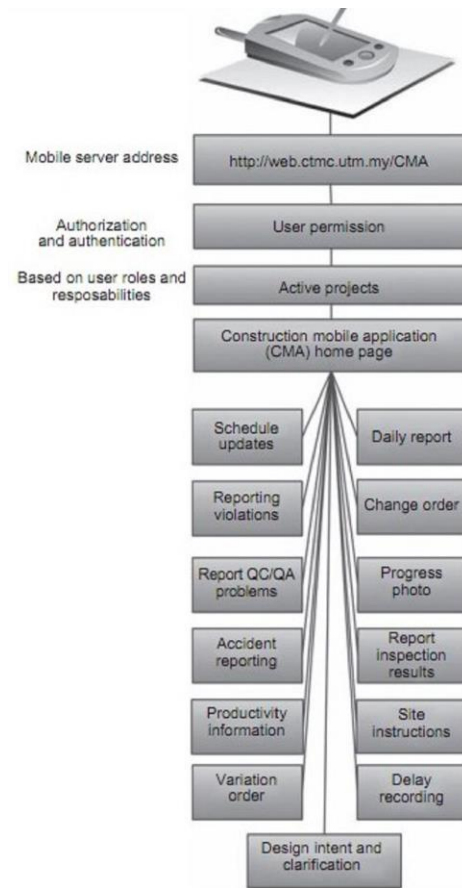 Mobile server address
http://web.ctmc.utm.my/CMA
Authorization
and authentication
User permission
Based on user roles and
resposabilities
Active projects
Construction mobile application
(CMA) home page
Schedule
updates
Daily report
Reporting
violations
Change order
Report QC/QA
problems
Progress
photo
Accident
reporting
Report
inspection
results
Productivity
information
Site
instructions
Variation
order
Delay
recording
Design intent and
clarification